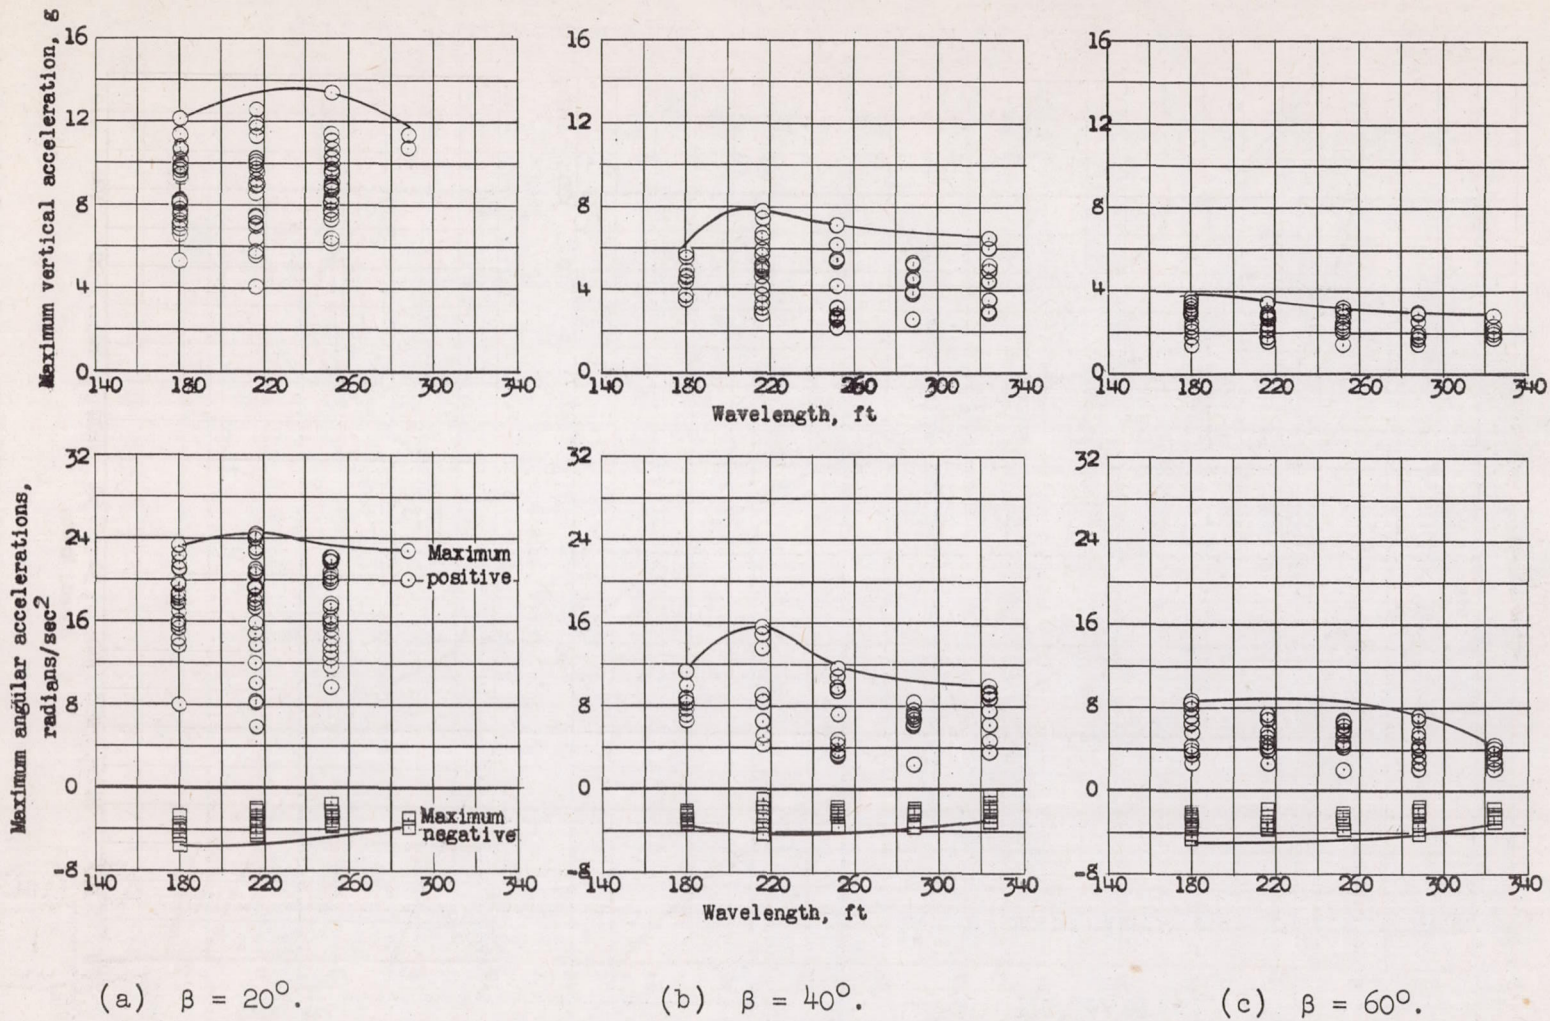 Maximum vertical acceleration, g
16
12
8
4
0
140 180 220 260 300 340
16
12
8
4
0
140 180 220 260 300 340
16
12
8
4
0
140 180 220 260 300 340
Wavelength, ft
Maximum angular accelerations,
radians/sec2
32
24
16
8
0
-8
140 180 220 260 300 340
Maximum
positive
Maximum
negative
32
24
16
8
0
-8
140 180 220 260 300 340
32
24
16
8
0
-8
140 180 220 260 300 340
Wavelength, ft
(a) β = 20°.
(b) β = 40°.
(c) β = 60°.